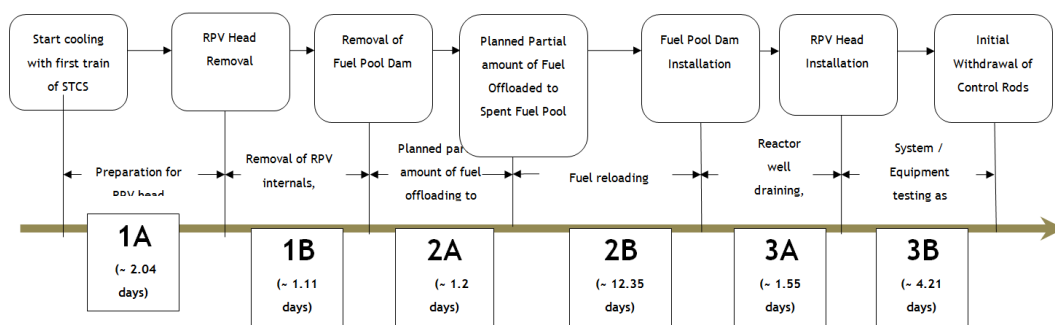 Start cooling
with first train
of STCS
RPV Head
Removal
Removal of
Fuel Pool Dam
Planned Partial
amount of Fuel
Offloaded to
Spent Fuel Pool
Fuel Pool Dam
Installation
RPV Head
Installation
Initial
Withdrawal of
Control Rods
Preparation for
RPV head
Removal of RPV
internals,
Planned
amount of fuel
offloading to
Fuel reloading
Reactor
well
draining,
System /
Equipment
testing as
1A
(~ 2.04
days)
1B
(~ 1.11
days)
2A
(~ 1.2
days)
2B
(~ 12.35
days)
3A
(~ 1.55
days)
3B
(~ 4.21
days)